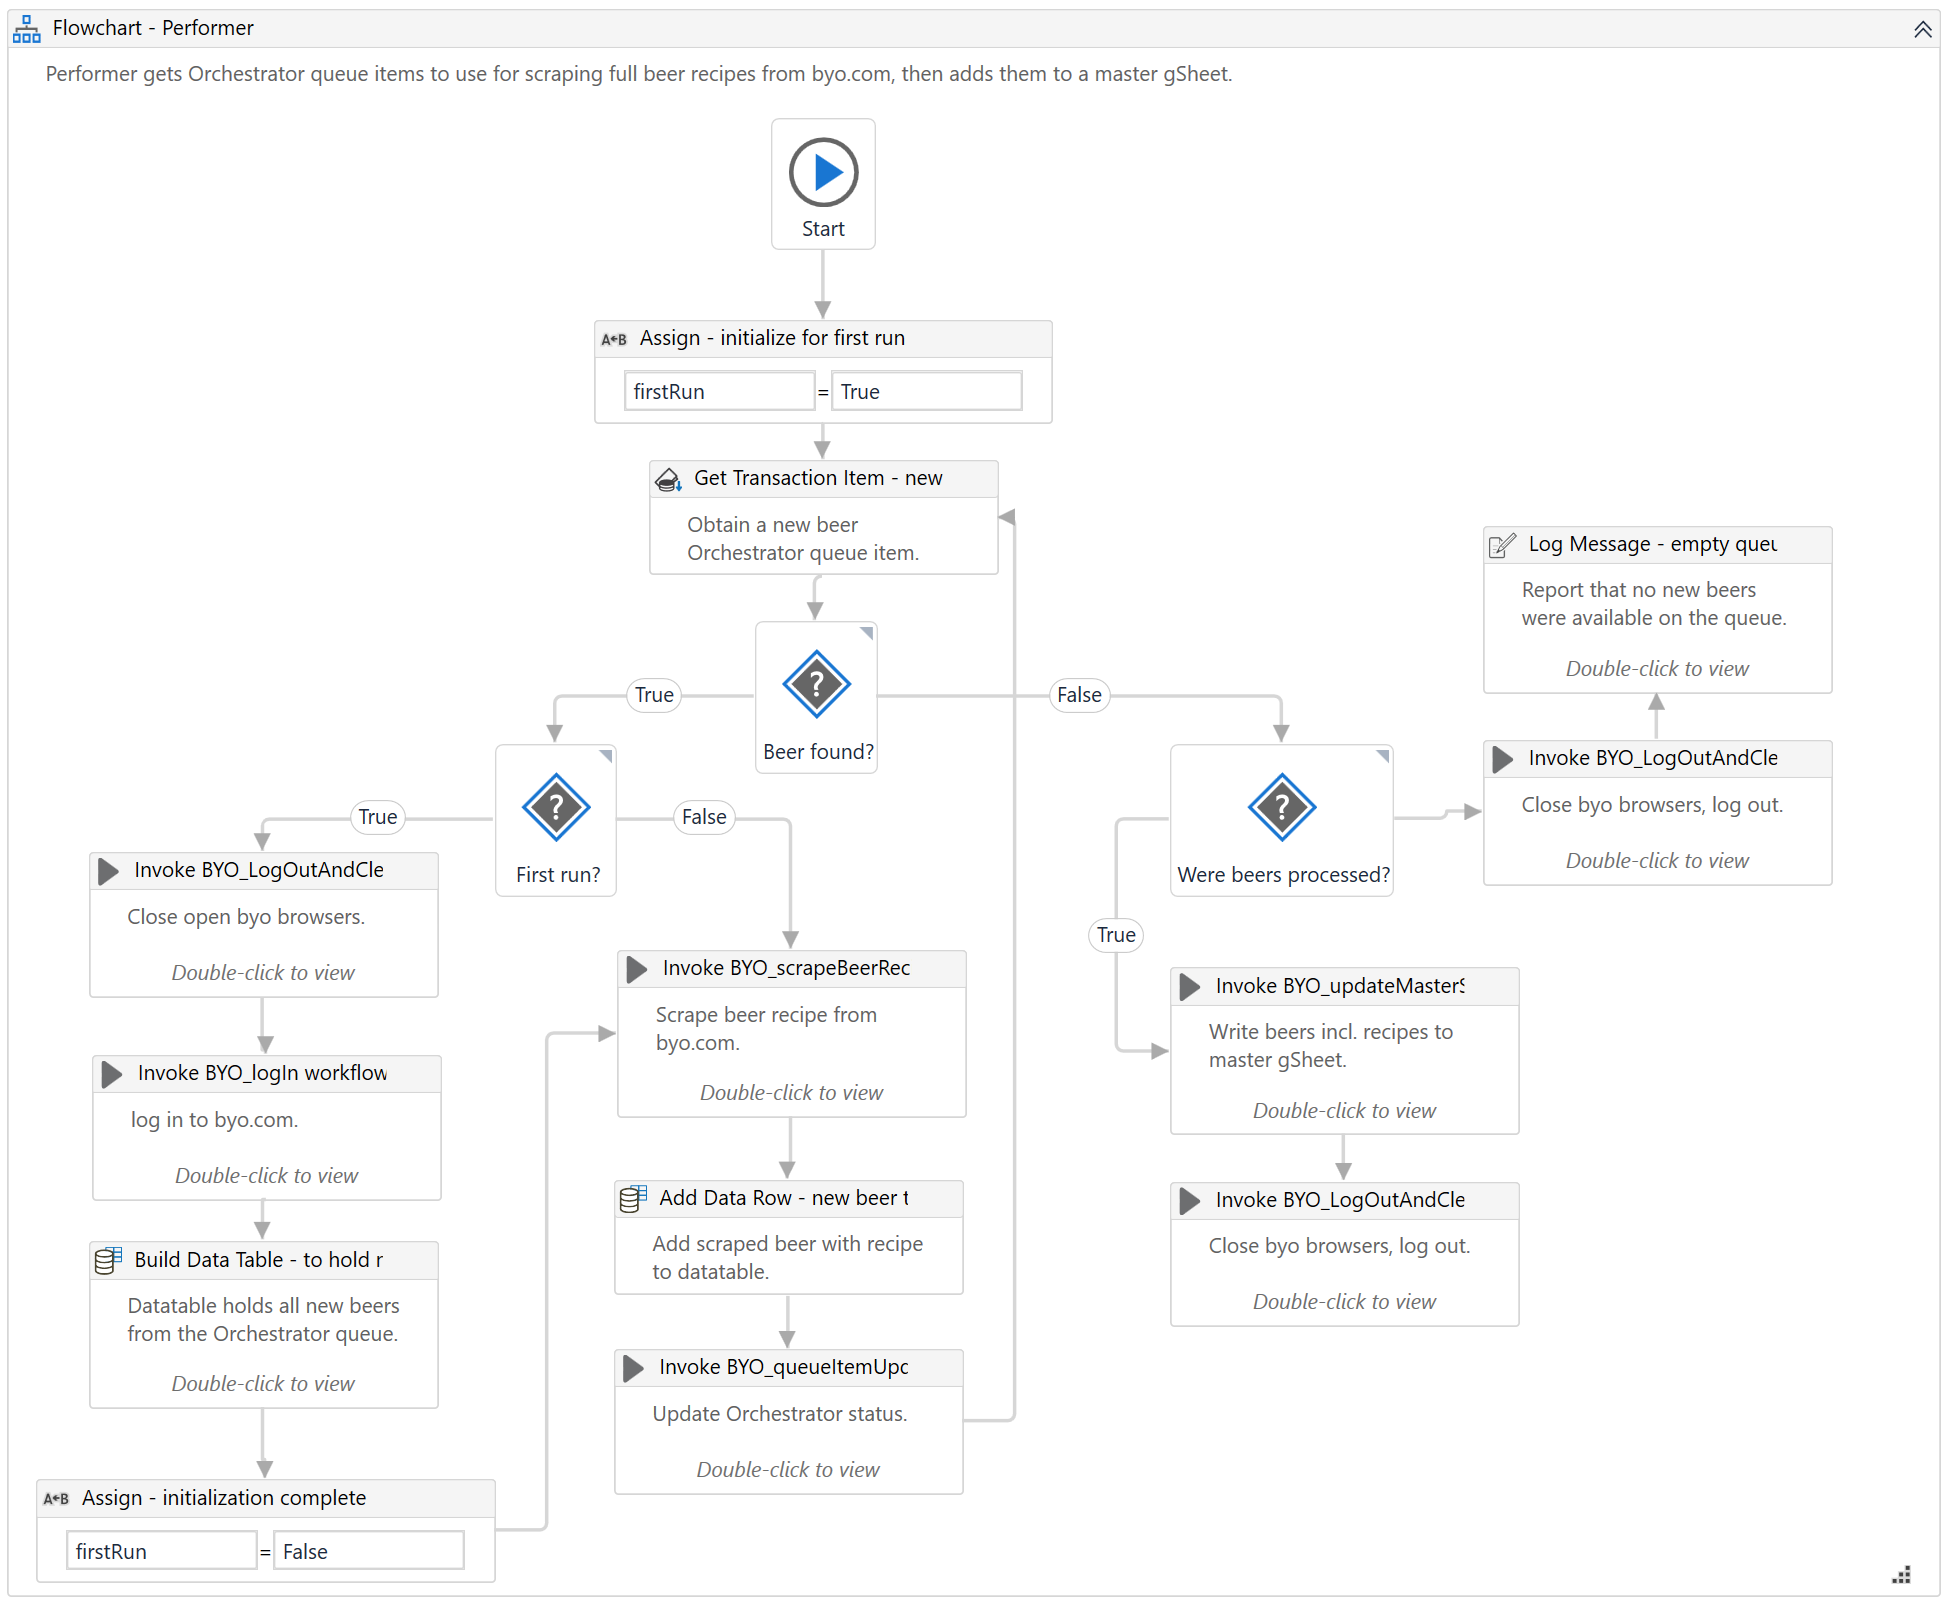 Flowchart - Performer
Performer gets Orchestrator queue items to use for scraping full beer recipes from byo.com, then adds them to a master gSheet.
Start
A B Assign - initialize for first run
firstRun = True
Get Transaction Item - new
Obtain a new beer
Orchestrator queue item.
Beer found?
True
False
First run?
True
False
Invoke BYO_LogOutAndCle
Close open byo browsers.
Double-click to view
Invoke BYO_logIn workflow
log in to byo.com.
Double-click to view
Build Data Table - to hold r
Datatable holds all new beers
from the Orchestrator queue.
Double-click to view
A B Assign - initialization complete
firstRun = False
Invoke BYO_scrapeBeerRec
Scrape beer recipe from
byo.com.
Double-click to view
Add Data Row - new beer t
Add scraped beer with recipe
to datatable.
Invoke BYO_queueItemUpd
Update Orchestrator status.
Double-click to view
Were beers processed?
True
Invoke BYO_updateMasterS
Write beers incl. recipes to
master gSheet.
Double-click to view
Invoke BYO_LogOutAndCle
Close byo browsers, log out.
Double-click to view
Invoke BYO_LogOutAndCle
Close byo browsers, log out.
Double-click to view
Log Message - empty queu
Report that no new beers
were available on the queue.
Double-click to view